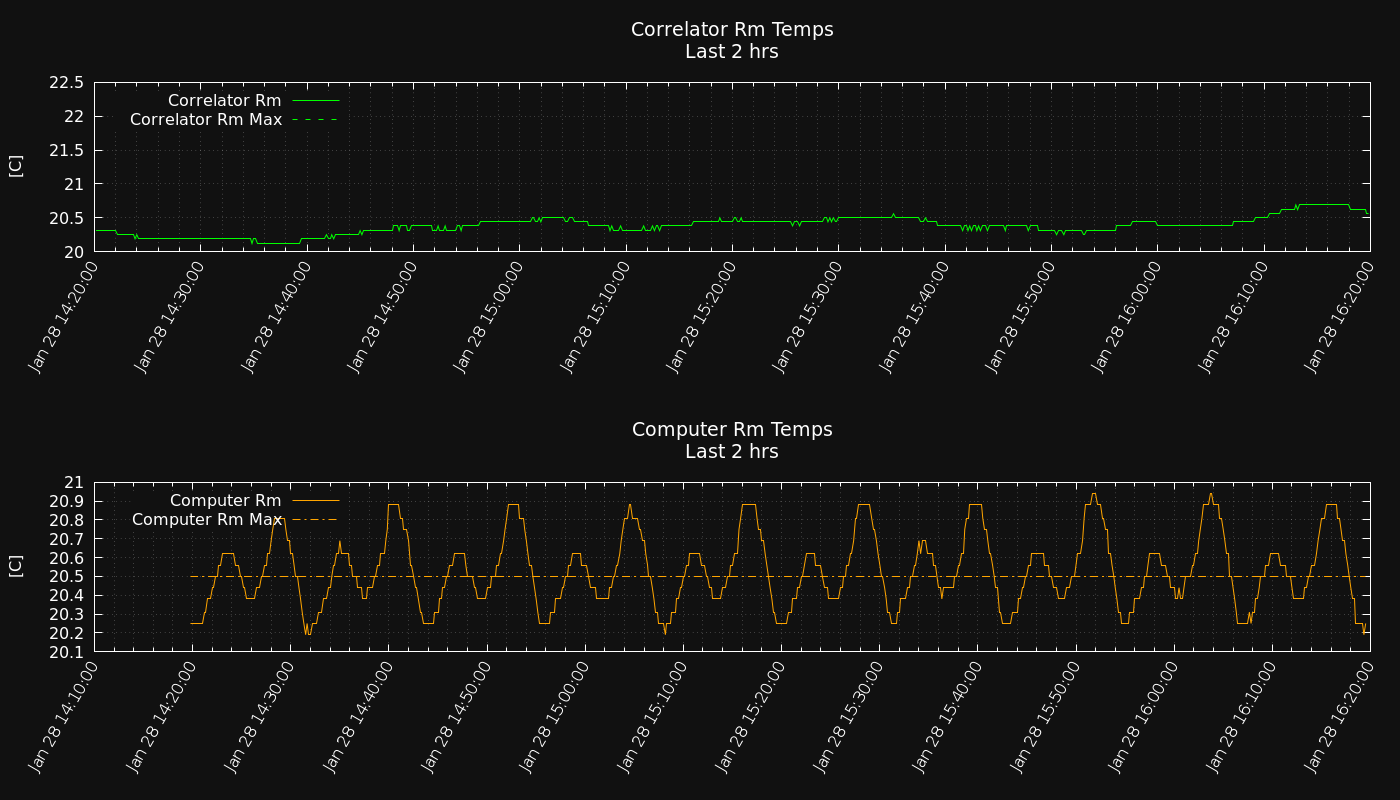 Correlator Rm Temps
Last 2 hrs
22.5
22
21.5
21
20.5
20
[C]
Correlator Rm
Correlator Rm Max
Jan 28 14:20:00
Jan 28 14:30:00
Jan 28 14:40:00
Jan 28 14:50:00
Jan 28 15:00:00
Jan 28 15:10:00
Jan 28 15:20:00
Jan 28 15:30:00
Jan 28 15:40:00
Jan 28 15:50:00
Jan 28 16:00:00
Jan 28 16:10:00
Jan 28 16:20:00
Computer Rm Temps
Last 2 hrs
21
20.9
20.8
20.7
20.6
20.5
20.4
20.3
20.2
20.1
[C]
Computer Rm
Computer Rm Max
Jan 28 14:10:00
Jan 28 14:20:00
Jan 28 14:30:00
Jan 28 14:40:00
Jan 28 14:50:00
Jan 28 15:00:00
Jan 28 15:10:00
Jan 28 15:20:00
Jan 28 15:30:00
Jan 28 15:40:00
Jan 28 15:50:00
Jan 28 16:00:00
Jan 28 16:10:00
Jan 28 16:20:00